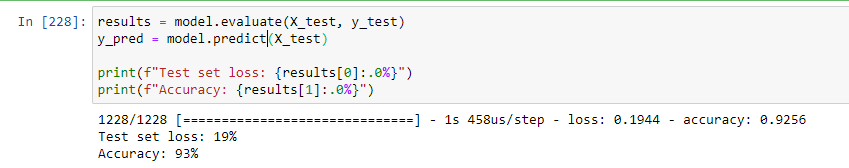 In [228]: results = model.evaluate(X_test, y_test)
y_pred = model.predict(X_test)
print(f"Test set loss: {results[0]:.0%}")
print(f"Accuracy: {results[1]:.0%}")
1228/1228 [==============================] - 1s 458us/step - loss: 0.1944 - accuracy: 0.9256
Test set loss: 19%
Accuracy: 93%